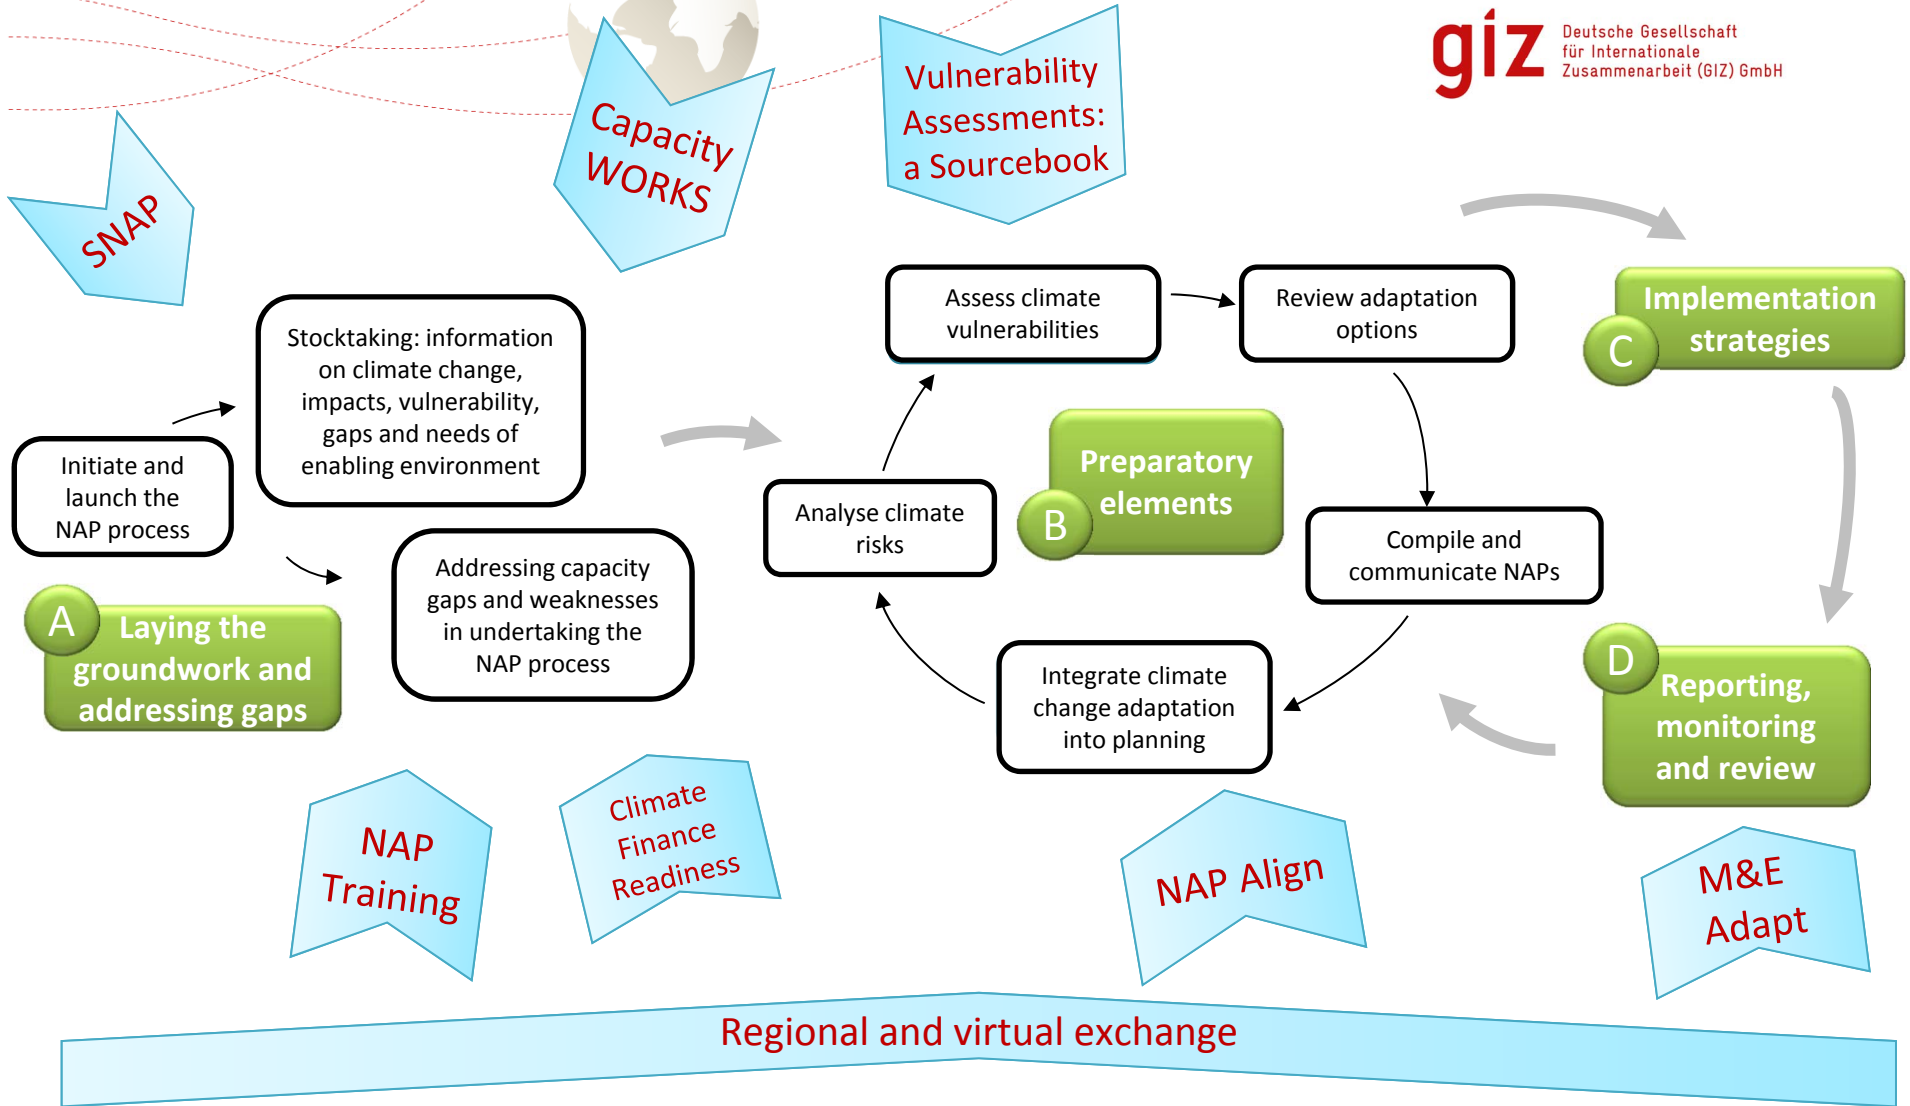 giz
Deutsche Gesellschaft
für Internationale
Zusammenarbeit (GIZ) GmbH
SNAP
Capacity
WORKS
Vulnerability
Assessments:
a Sourcebook
Initiate and
launch the
NAP process
Stocktaking: information
on climate change,
impacts, vulnerability,
gaps and needs of
enabling environment
Addressing capacity
gaps and weaknesses
in undertaking the
NAP process
A
Laying the
groundwork and
addressing gaps
Analyse climate
risks
Assess climate
vulnerabilities
Review adaptation
options
Compile and
communicate NAPs
Integrate climate
change adaptation
into planning
B
Preparatory
elements
C
Implementation
strategies
D
Reporting,
monitoring
and review
NAP
Training
Climate
Finance
Readiness
NAP Align
M&E
Adapt
Regional and virtual exchange